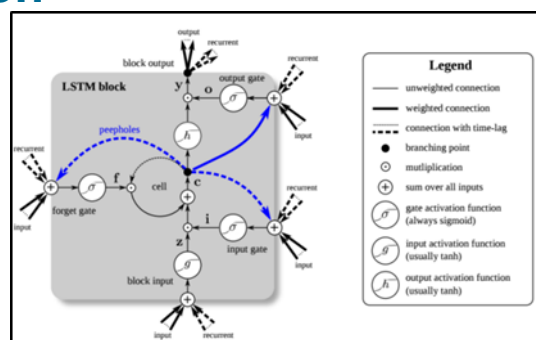 output
recurrent
block output
y
LSTM block
o
output gate
σ
+
input
h
peepholes
recurrent
f
cell
c
recurrent
+
σ
forget gate
input
+
i
σ
+
z
input gate
input
g
block input
+
input
recurrent
Legend
unweighted connection
weighted connection
connection with time-lag
branching point
mutliplication
+ sum over all inputs
σ gate activation function
(always sigmoid)
g input activation function
(usually tanh)
h output activation function
(usually tanh)